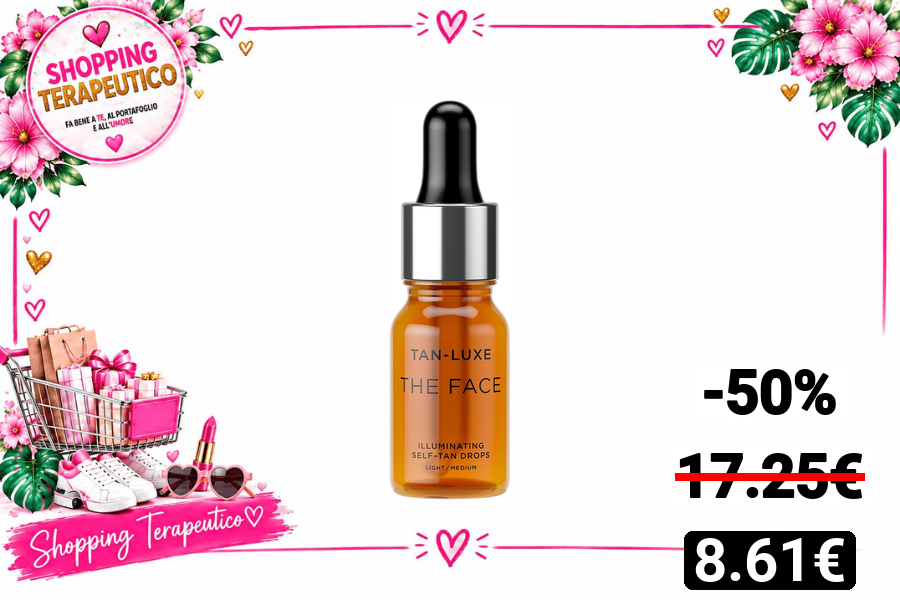 SHOPPING
TERAPEUTICO
FA BENE A TE, AL PORTAFOGLIO
E ALL'UMORE
TAN-LUXE
THE FACE
ILLUMINATING
SELF-TAN DROPS
LIGHT/MEDIUM
-50%
17.25€
8.61€
Shopping Terapeutico